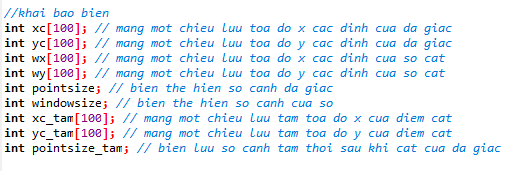 //khai bao bien
int xc[100]; // mang mot chieu luu toa do x cac dinh cua da giac
int yc[100]; // mang mot chieu luu toa do y cac dinh cua da giac
int wx[100]; // mang mot chieu luu toa do x cac dinh cua so cat
int wy[100]; // mang mot chieu luu toa do y cac dinh cua so cat
int pointsize; // bien the hien so canh da giac
int windowsize; // bien the hien so canh cua so
int xc_tam[100]; // mang mot chieu luu tam toa do x cua diem cat
int yc_tam[100]; // mang mot chieu luu tam toa do y cua diem cat
int pointsize_tam; // bien luu so canh tam thoi sau khi cat cua da giac